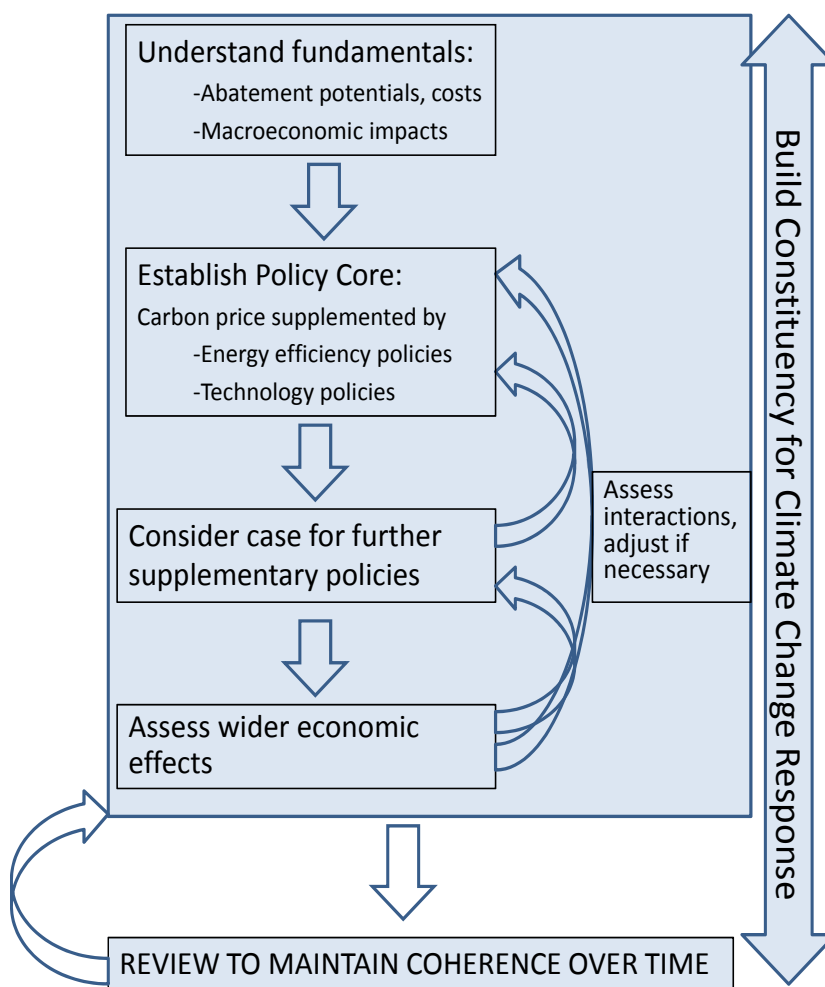 Understand fundamentals:
-Abatement potentials, costs
-Macroeconomic impacts
Establish Policy Core:
Carbon price supplemented by
-Energy efficiency policies
-Technology policies
Consider case for further
supplementary policies
Assess
interactions,
adjust if
necessary
Assess wider economic
effects
REVIEW TO MAINTAIN COHERENCE OVER TIME
Build Constituency for Climate Change Response